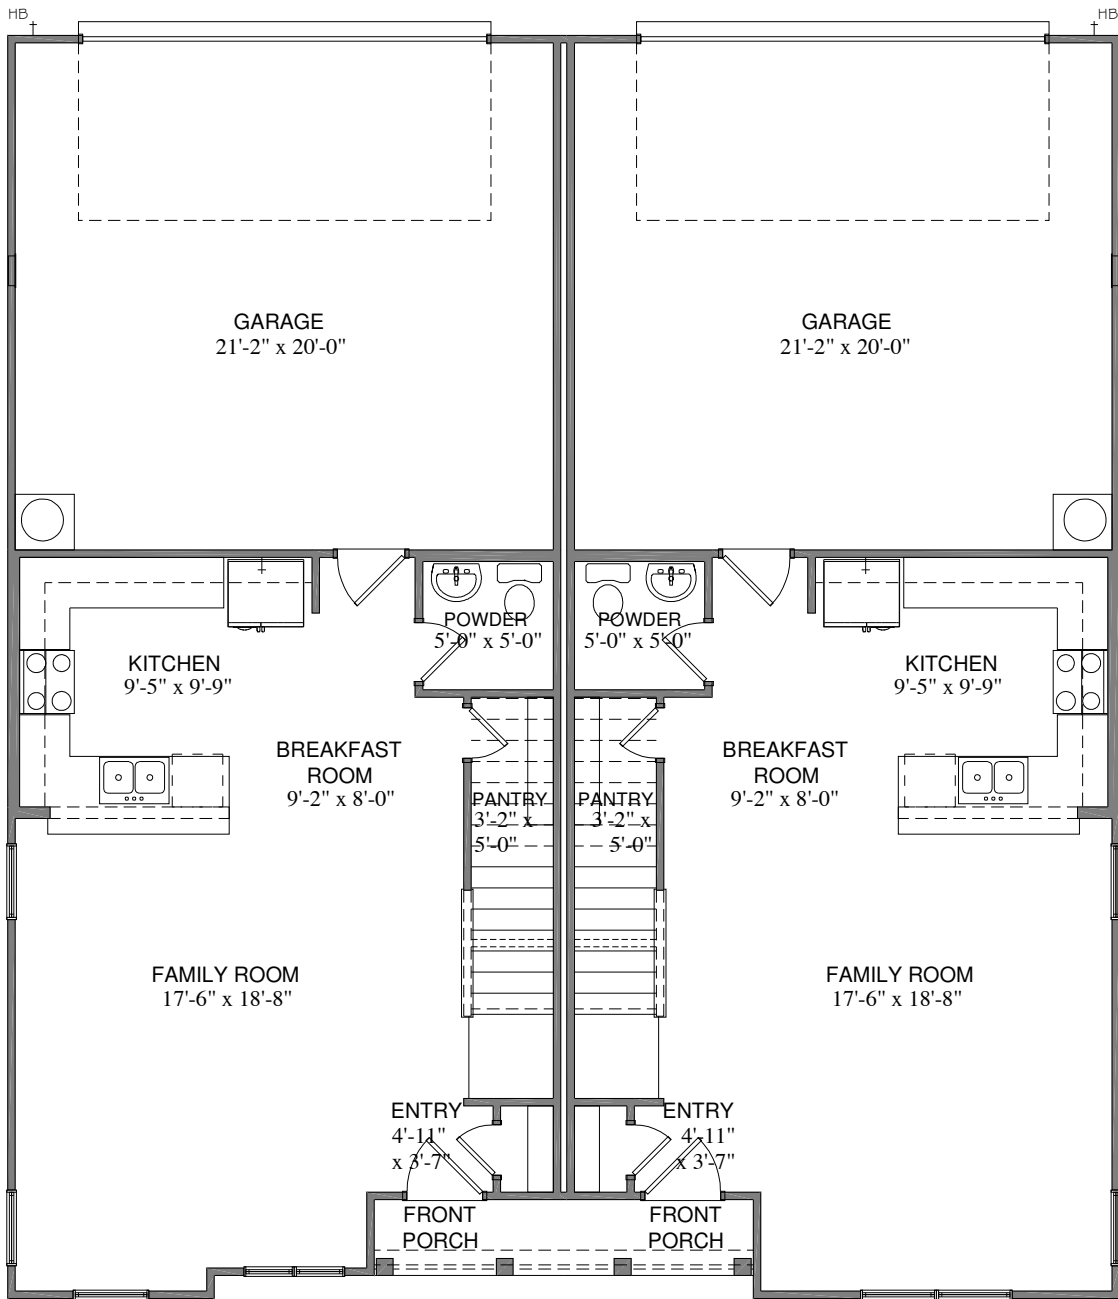 HB
HB
GARAGE
21'-2" x 20'-0"
GARAGE
21'-2" x 20'-0"
POWDER
5'-0" x 5'-0"
POWDER
5'-0" x 5'-0"
KITCHEN
9'-5" x 9'-9"
KITCHEN
9'-5" x 9'-9"
BREAKFAST
ROOM
9'-2" x 8'-0"
BREAKFAST
ROOM
9'-2" x 8'-0"
PANTRY
3'-2" x
5'-0"
PANTRY
3'-2" x
5'-0"
FAMILY ROOM
17'-6" x 18'-8"
FAMILY ROOM
17'-6" x 18'-8"
ENTRY
4'-11"
x 3'-7"
ENTRY
4'-11"
x 3'-7"
FRONT
PORCH
FRONT
PORCH